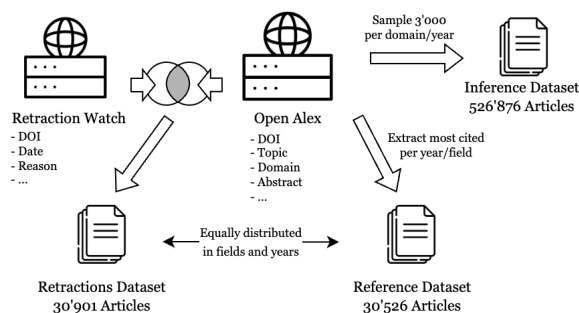 Sample 3'000
per domain/year
Inference Dataset
526'876 Articles
Retraction Watch
- DOI
- Date
- Reason
- ...
Open Alex
- DOI
- Topic
- Domain
- Abstract
- ...
Extract most cited
per year/field
Equally distributed
in fields and years
Retractions Dataset
30'901 Articles
Reference Dataset
30'526 Articles